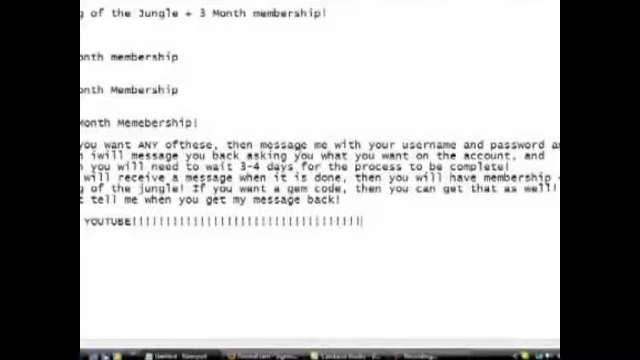 g of the Jungle + 3 Month membership!
onth membership
onth Membership
Month Memebership!
you want ANY ofthese, then message me with your username and password an
n iwill message you back asking you what you want on the account, and
n you will need to wait 3-4 days for the process to be complete!
will receive a message when it is done, then you will have membership
g of the jungle! If you want a gem code, then you can get that as well!
t tell me when you get my message back!
YOUTUBE!!!!!!!!!!!!!!!!!!!!!!!!!!!!!!!!!!